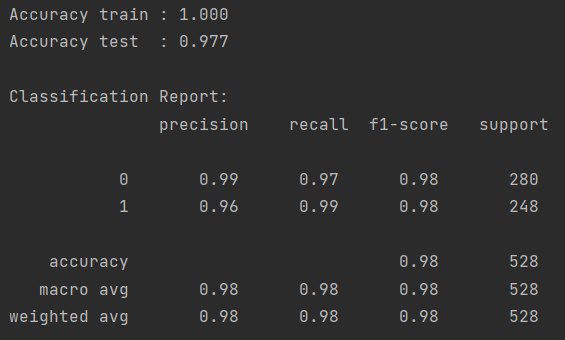 Accuracy train : 1.000
Accuracy test  : 0.977
Classification Report:
precision recall f1-score support
0 0.99 0.97 0.98 280
1 0.96 0.99 0.98 248
accuracy 0.98 528
macro avg 0.98 0.98 0.98 528
weighted avg 0.98 0.98 0.98 528